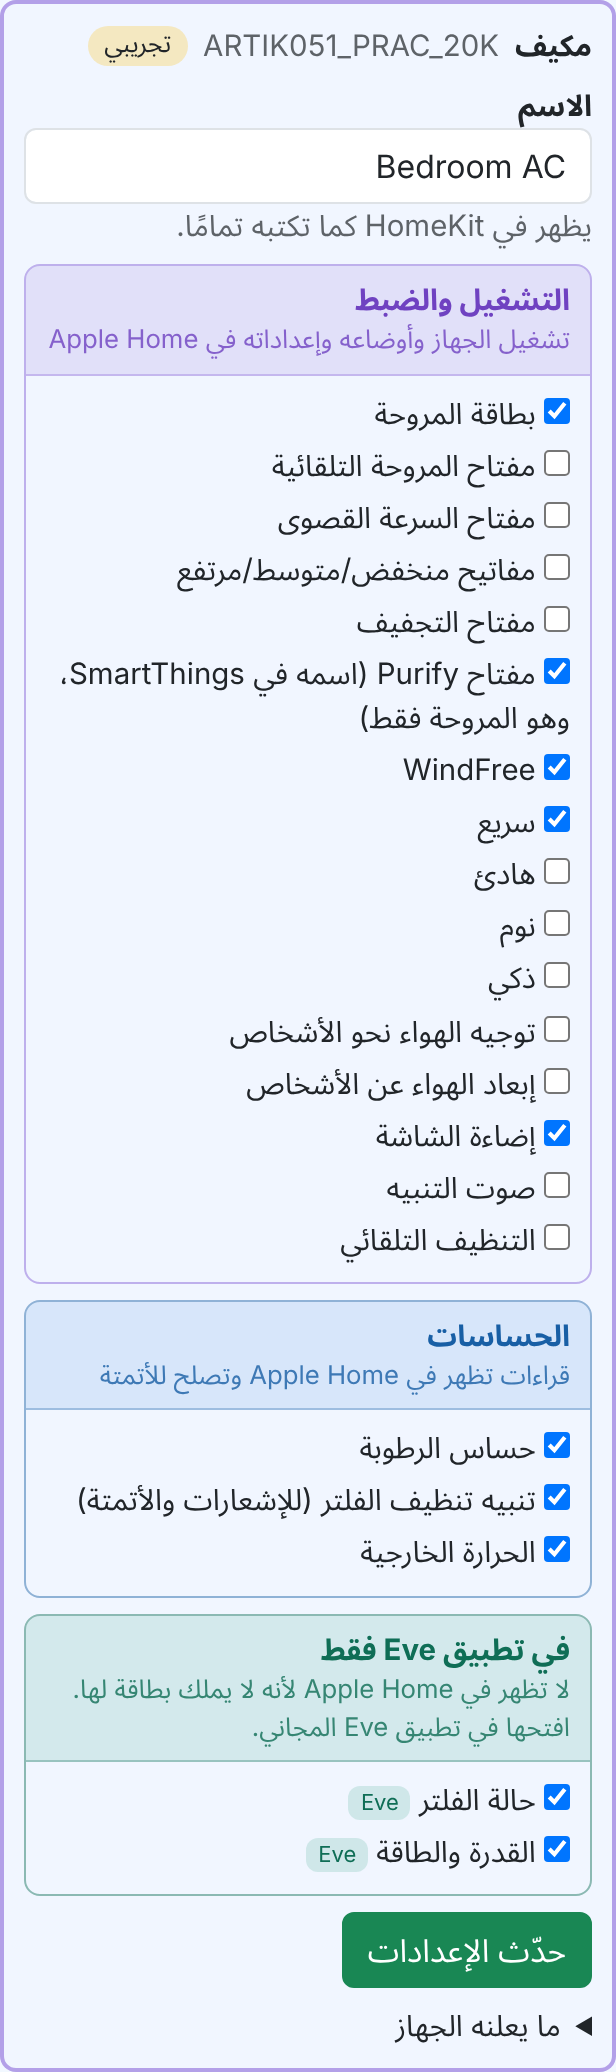 مكيف ARTIK051_PRAC_20K تجريبي
الاسم
Bedroom AC
يظهر في HomeKit كما تكتبه تمامًا.
التشغيل والضبط
تشغيل الجهاز وأوضاعه وإعداداته في Apple Home
بطاقة المروحة
مفتاح المروحة التلقائية
مفتاح السرعة القصوى
مفاتيح منخفض/متوسط/مرتفع
مفتاح التجفيف
مفتاح Purify (اسمه في SmartThings،
وهو المروحة فقط)
WindFree
سريع
هادئ
نوم
ذكي
توجيه الهواء نحو الأشخاص
إبعاد الهواء عن الأشخاص
إضاءة الشاشة
صوت التنبيه
التنظيف التلقائي
الحساسات
قراءات تظهر في Apple Home وتصلح للأتمتة
حساس الرطوبة
تنبيه تنظيف الفلتر (للإشعارات والأتمتة)
الحرارة الخارجية
في تطبيق Eve فقط
لا تظهر في Apple Home لأنه لا يملك بطاقة لها.
افتحها في تطبيق Eve المجاني.
حالة الفلتر Eve
القدرة والطاقة Eve
حدّث الإعدادات
ما يعلنه الجهاز